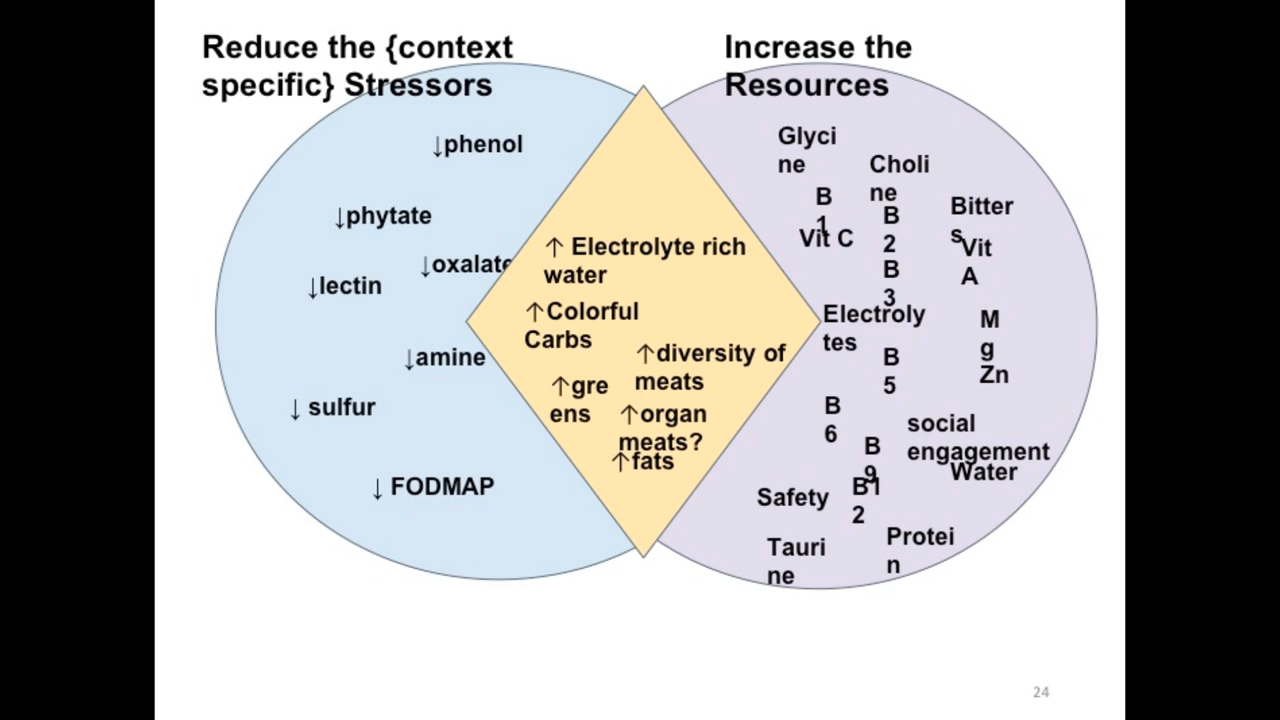 Reduce the {context
specific} Stressors
Increase the
Resources
↓phenol
↓phytate
↓oxalate
↓lectin
↓amine
↓ sulfur
↓ FODMAP
↑ Electrolyte rich
water
↑Colorful
Carbs
↑diversity of
meats
↑gre
ens
↑organ
meats?
↑fats
Glyci
ne
Choli
ne
B
1
Vit C
B
2
B
3
Bitter
s
Vit
A
Electroly
tes
B
5
M
g
Zn
B
6
social
engagement
B
9
Water
Safety
B1
2
Tauri
ne
Protei
n
24